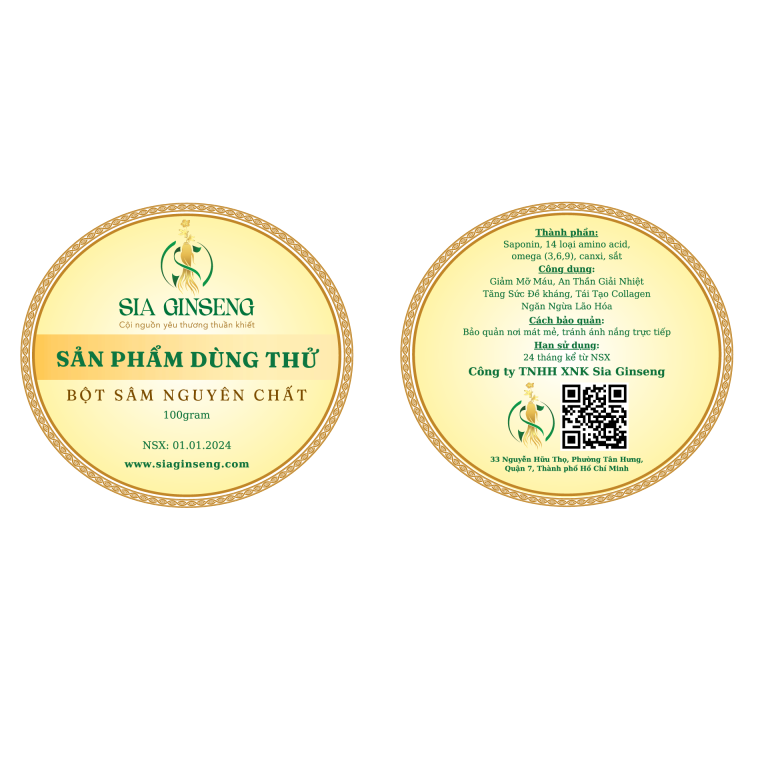 SIA GINSENG
Cội nguồn yêu thương thuần khiết
SẢN PHẨM DÙNG THỬ
BỘT SÂM NGUYÊN CHẤT
100gram
NSX: 01.01.2024
www.siaginseng.com
Thành phần:
Saponin, 14 loại amino acid,
omega (3,6,9), canxi, sắt
Công dung:
Giảm Mỡ Máu, An Thần Giải Nhiệt
Tăng Sức Đề kháng, Tái Tạo Collagen
Ngăn Ngừa Lão Hóa
Cách bảo quản:
Bảo quản nơi mát mẻ, tránh ánh nắng trực tiếp
Han sử dung:
24 tháng kể từ NSX
Công ty TNHH XNK Sia Ginseng
33 Nguyễn Hữu Thọ, Phường Tân Hưng,
Quận 7, Thành phố Hồ Chí Minh